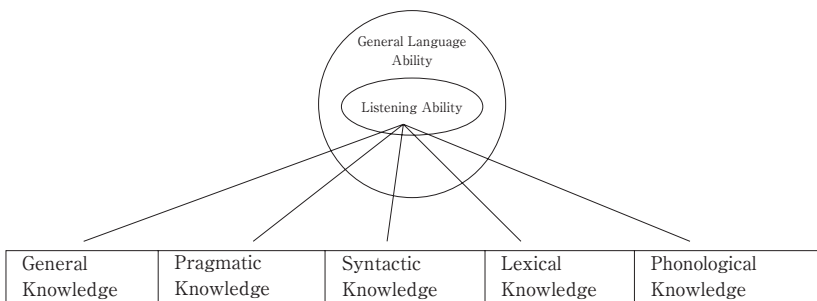 General Language
Ability
Listening Ability
General
Knowledge
Pragmatic
Knowledge
Syntactic
Knowledge
Lexical
Knowledge
Phonological
Knowledge